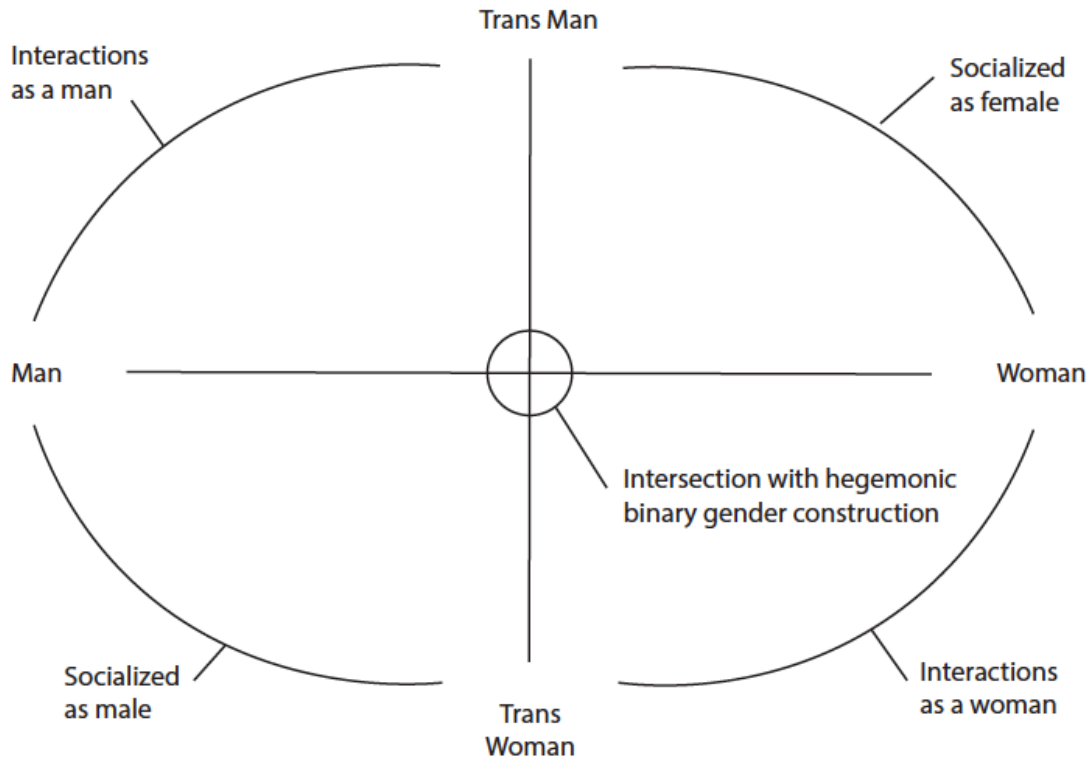 Trans Man
Interactions
as a man
Socialized
as female
Man
Woman
Intersection with hegemonic
binary gender construction
Socialized
as male
Trans
Woman
Interactions
as a woman